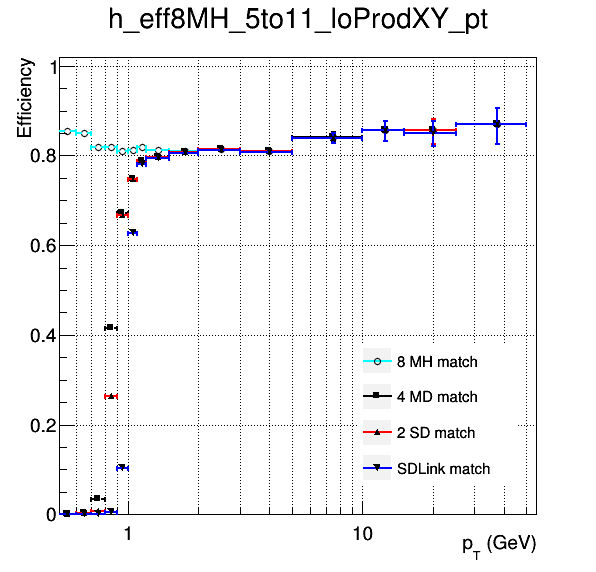 h_eff8MH_5to11_loProdXY_pt
Efficiency
1
0.8
0.6
0.4
0.2
0
8 MH match
4 MD match
2 SD match
SDLink match
1
10
p_T (GeV)